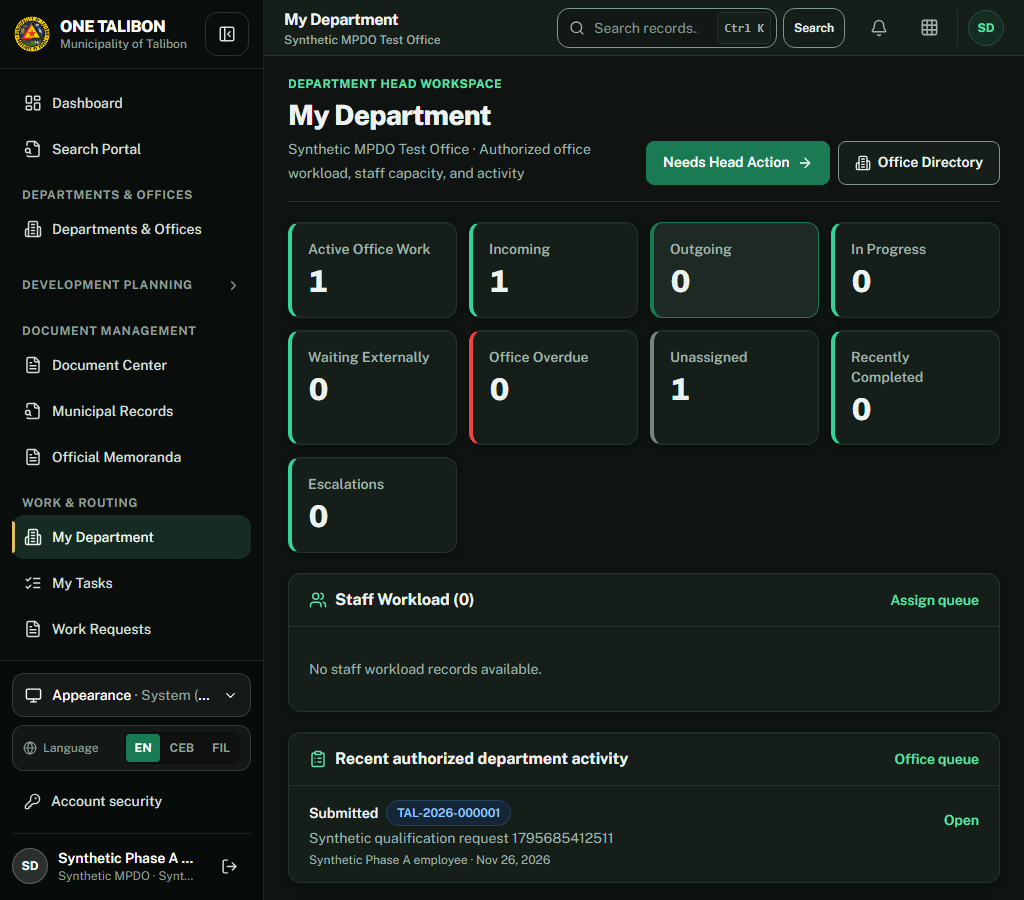 ONE TALIBON
Municipality of Talibon
Dashboard
Search Portal
DEPARTMENTS & OFFICES
Departments & Offices
DEVELOPMENT PLANNING
DOCUMENT MANAGEMENT
Document Center
Municipal Records
Official Memoranda
WORK & ROUTING
My Department
My Tasks
Work Requests
Appearance · System (...
Language EN CEB FIL
Account security
SD
Synthetic Phase A ...
Synthetic MPDO · Synt...
My Department
Synthetic MPDO Test Office
Search records..
Ctrl K
Search
SD
DEPARTMENT HEAD WORKSPACE
My Department
Synthetic MPDO Test Office · Authorized office
workload, staff capacity, and activity
Needs Head Action
Office Directory
Active Office Work
1
Incoming
1
Outgoing
0
In Progress
0
Waiting Externally
0
Office Overdue
0
Unassigned
1
Recently
Completed
0
Escalations
0
Staff Workload (0)
Assign queue
No staff workload records available.
Recent authorized department activity
Office queue
Submitted TAL-2026-000001
Synthetic qualification request 1795685412511
Synthetic Phase A employee · Nov 26, 2026
Open